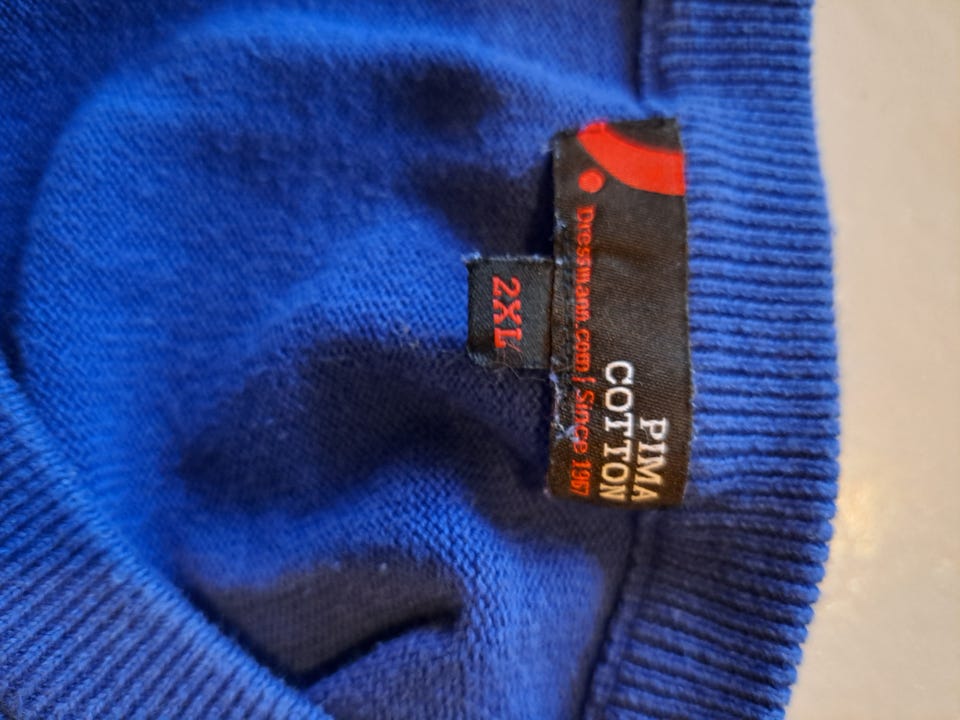 PIMA
COTTON
Dressmann.com | Since 1967
2XL